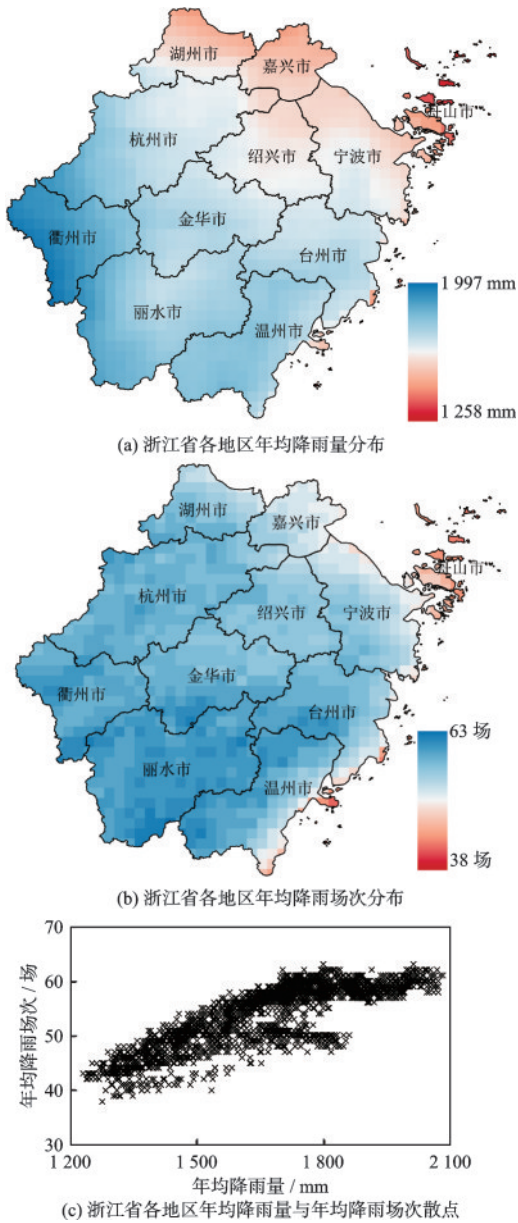 湖州市
嘉兴市
舟山市
杭州市
绍兴市
宁波市
衢州市
金华市
台州市
丽水市
温州市
1 997 mm
1 258 mm
(a) 浙江省各地区年均降雨量分布
湖州市
嘉兴市
舟山市
杭州市
绍兴市
宁波市
衢州市
金华市
台州市
丽水市
温州市
63 场
38 场
(b) 浙江省各地区年均降雨场次分布
年均降雨场次 / 场
70
60
50
40
30
1 200
1 500
1 800
2 100
年均降雨量 / mm
(c) 浙江省各地区年均降雨量与年均降雨场次散点